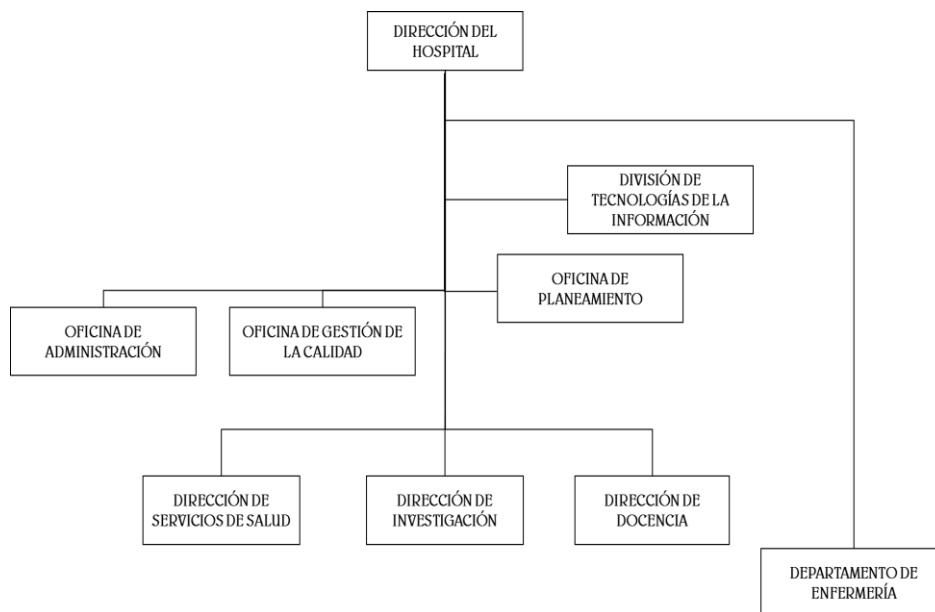 DIRECCIÓN DEL
HOSPITAL
DIVISIÓN DE
TECNOLOGÍAS DE LA
INFORMACIÓN
OFICINA DE
PLANEAMIENTO
OFICINA DE
ADMINISTRACIÓN
OFICINA DE GESTIÓN DE
LA CALIDAD
DIRECCIÓN DE
SERVICIOS DE SALUD
DIRECCIÓN DE
INVESTIGACIÓN
DIRECCIÓN DE
DOCENCIA
DEPARTAMENTO DE
ENFERMERÍA